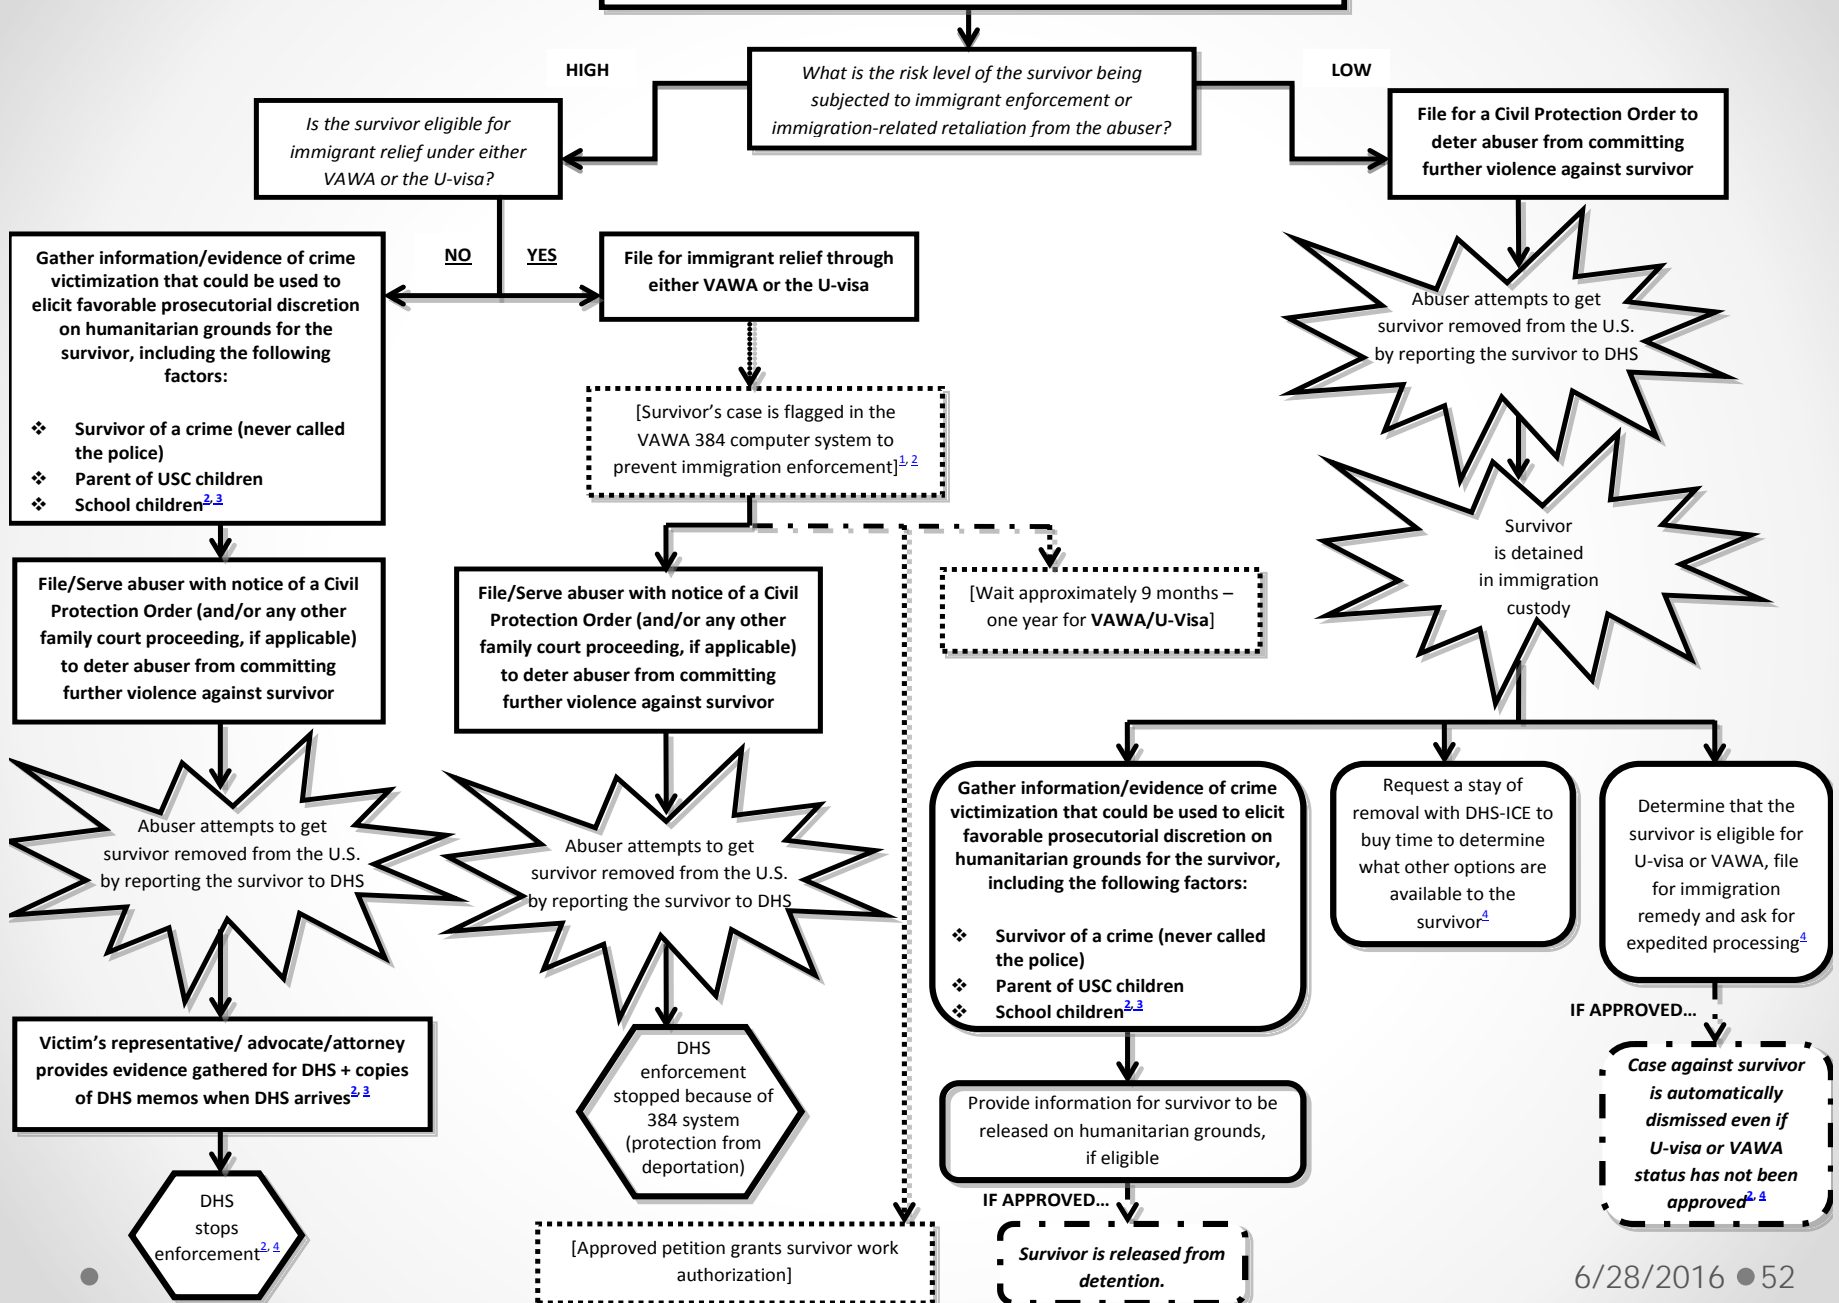 What is the risk level of the survivor being
subjected to immigrant enforcement or
immigration-related retaliation from the abuser?
HIGH
LOW
Is the survivor eligible for
immigrant relief under either
VAWA or the U-visa?
File for a Civil Protection Order to
deter abuser from committing
further violence against survivor
NO
YES
Gather information/evidence of crime
victimization that could be used to
elicit favorable prosecutorial discretion
on humanitarian grounds for the
survivor, including the following
factors:
❖ Survivor of a crime (never called
the police)
❖ Parent of USC children
❖ School children2, 3
File for immigrant relief through
either VAWA or the U-visa
Abuser attempts to get
survivor removed from the U.S.
by reporting the survivor to DHS
[Survivor’s case is flagged in the
VAWA 384 computer system to
prevent immigration enforcement]1, 2
Survivor
is detained
in immigration
custody
File/Serve abuser with notice of a Civil
Protection Order (and/or any other
family court proceeding, if applicable)
to deter abuser from committing
further violence against survivor
File/Serve abuser with notice of a Civil
Protection Order (and/or any other
family court proceeding, if applicable)
to deter abuser from committing
further violence against survivor
[Wait approximately 9 months –
one year for VAWA/U-Visa]
Abuser attempts to get
survivor removed from the U.S.
by reporting the survivor to DHS
Abuser attempts to get
survivor removed from the U.S.
by reporting the survivor to DHS
Gather information/evidence of crime
victimization that could be used to elicit
favorable prosecutorial discretion on
humanitarian grounds for the survivor,
including the following factors:
❖ Survivor of a crime (never called
the police)
❖ Parent of USC children
❖ School children2, 3
Request a stay of
removal with DHS-ICE to
buy time to determine
what other options are
available to the
survivor4
Determine that the
survivor is eligible for
U-visa or VAWA, file
for immigration
remedy and ask for
expedited processing4
IF APPROVED…
Victim’s representative/ advocate/attorney
provides evidence gathered for DHS + copies
of DHS memos when DHS arrives2, 3
DHS
enforcement
stopped because of
384 system
(protection from
deportation)
Provide information for survivor to be
released on humanitarian grounds,
if eligible
Case against survivor
is automatically
dismissed even if
U-visa or VAWA
status has not been
approved2, 4
DHS
stops
enforcement2, 4
IF APPROVED…
[Approved petition grants survivor work
authorization]
Survivor is released from
detention.
6/28/2016 ● 52